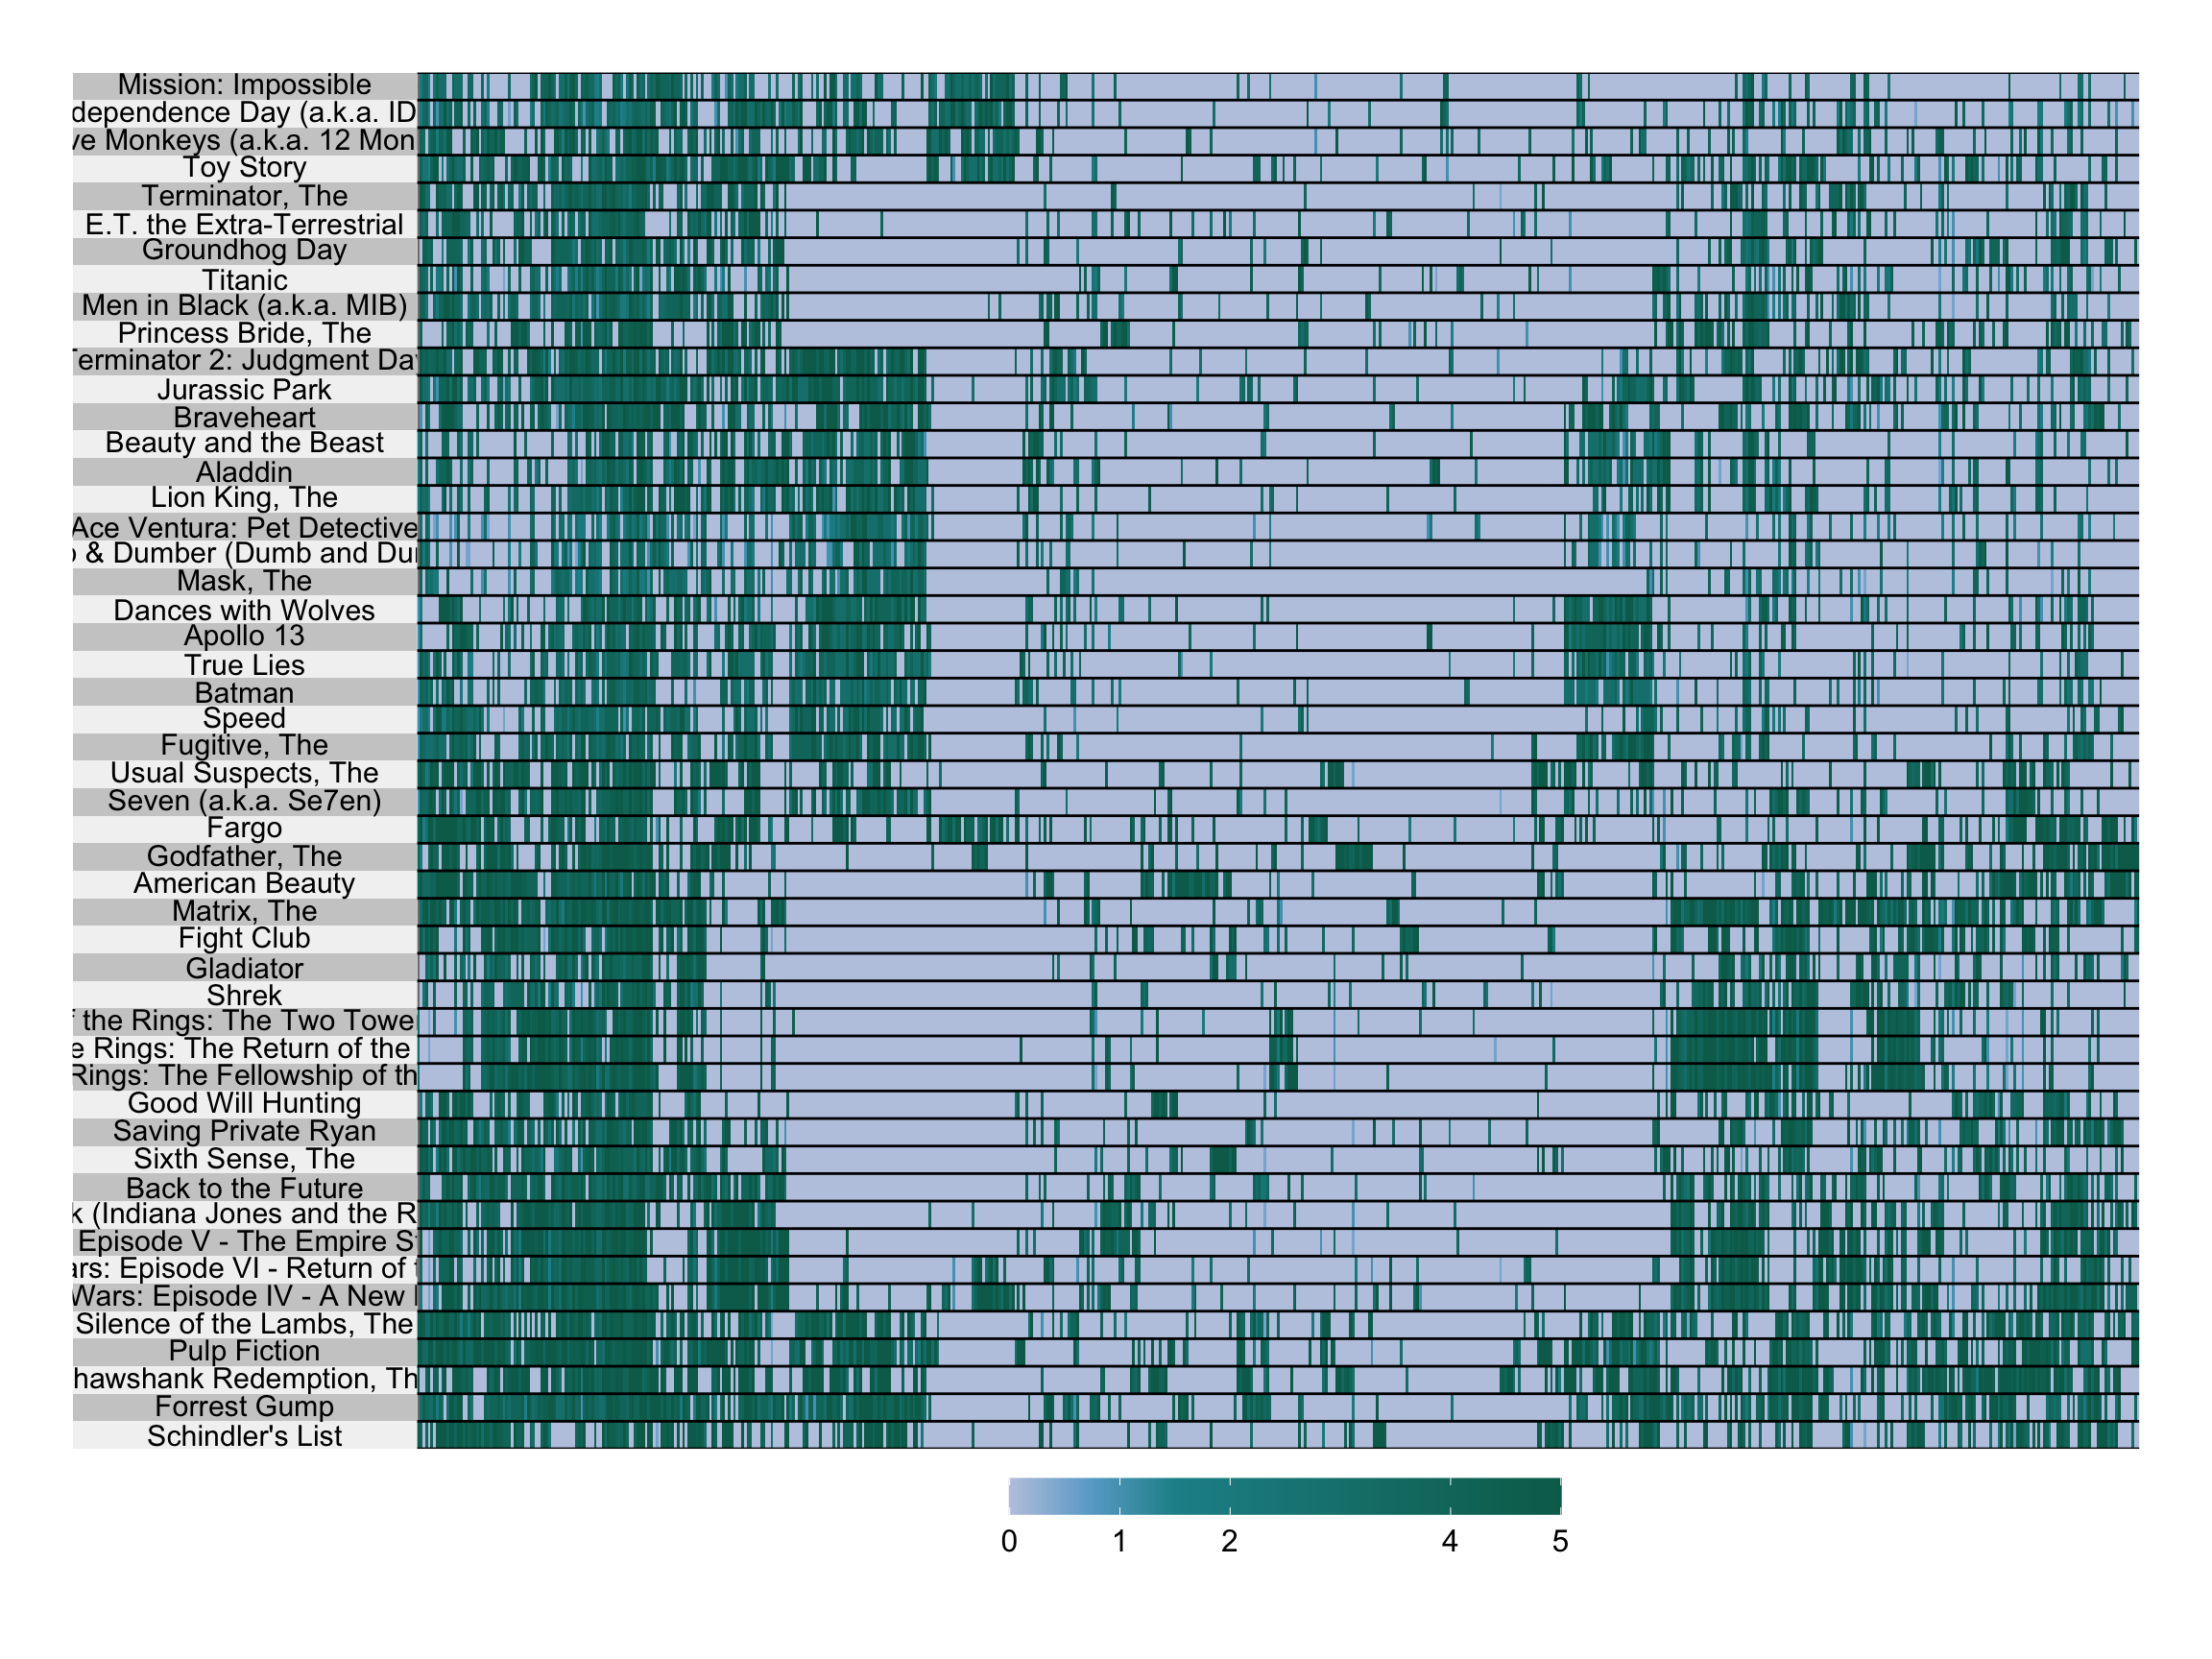 Mission: Impossible
dependence Day (a.k.a. ID
ve Monkeys (a.k.a. 12 Mon
Toy Story
Terminator, The
E.T. the Extra-Terrestrial
Groundhog Day
Titanic
Men in Black (a.k.a. MIB)
Princess Bride, The
Terminator 2: Judgment Day
Jurassic Park
Braveheart
Beauty and the Beast
Aladdin
Lion King, The
Ace Ventura: Pet Detective
& Dumber (Dumb and Dum
Mask, The
Dances with Wolves
Apollo 13
True Lies
Batman
Speed
Fugitive, The
Usual Suspects, The
Seven (a.k.a. Se7en)
Fargo
Godfather, The
American Beauty
Matrix, The
Fight Club
Gladiator
Shrek
f the Rings: The Two Tower
e Rings: The Return of the
Rings: The Fellowship of th
Good Will Hunting
Saving Private Ryan
Sixth Sense, The
Back to the Future
k (Indiana Jones and the R
Episode V - The Empire St
ars: Episode VI - Return of t
Wars: Episode IV - A New
Silence of the Lambs, The
Pulp Fiction
hawshank Redemption, Th
Forrest Gump
Schindler's List
0 1 2 4 5